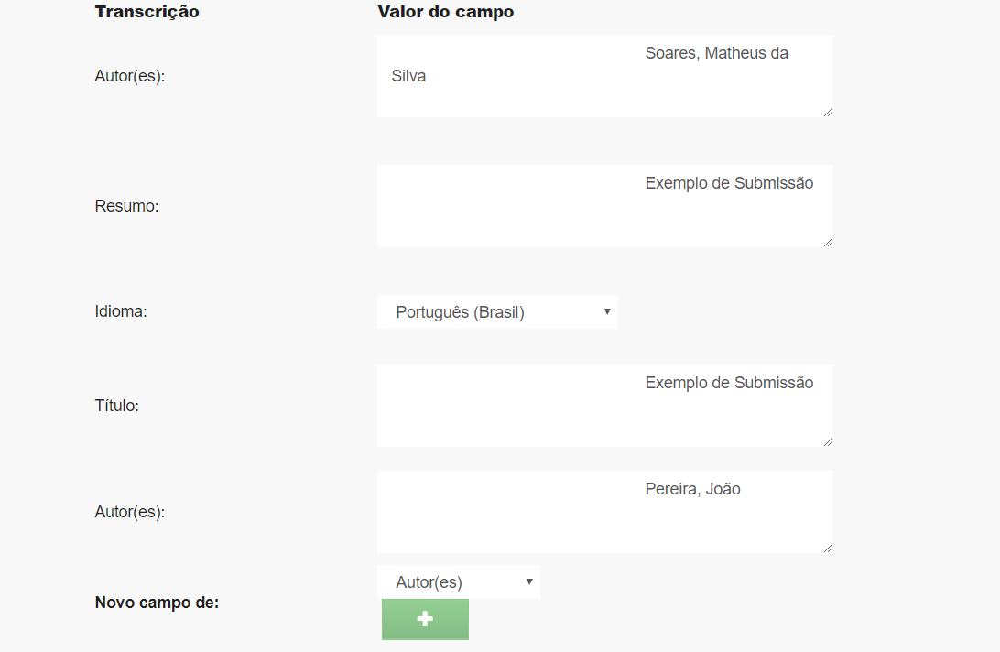 Transcrição Valor do campo
Autor(es): Soares, Matheus da
Silva
Resumo: Exemplo de Submissão
Idioma: Português (Brasil)
Título: Exemplo de Submissão
Autor(es): Pereira, João
Novo campo de: Autor(es)